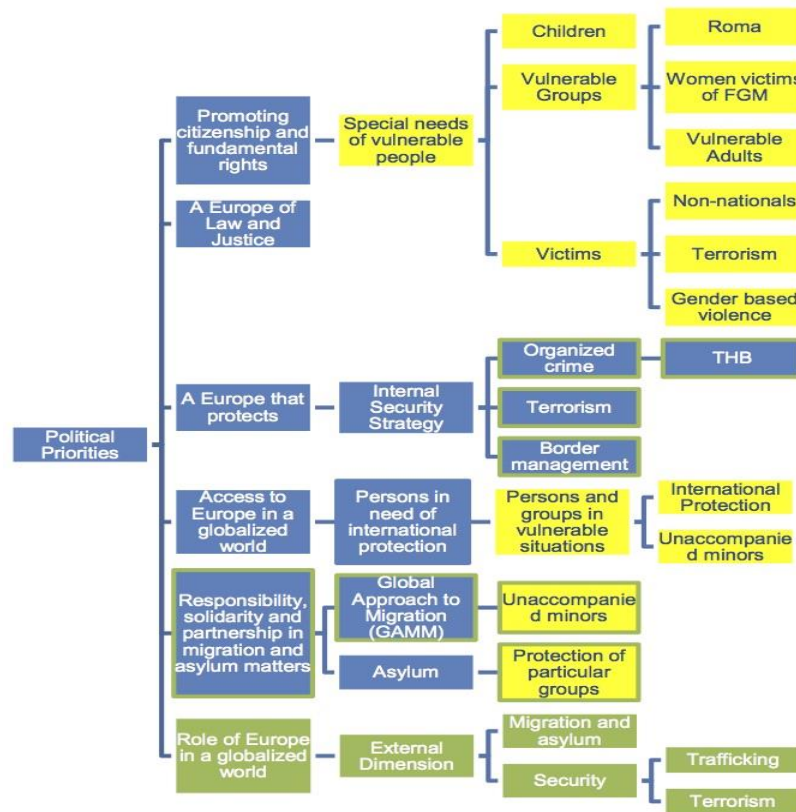 Political
Priorities
Promoting
citizenship and
fundamental
rights
Special needs
of vulnerable
people
Children
Vulnerable
Groups
Roma
Women victims
of FGM
Vulnerable
Adults
Victims
Non-nationals
Terrorism
Gender based
violence
A Europe of
Law and
Justice
A Europe that
protects
Internal
Security
Strategy
Organized
crime
THB
Terrorism
Border
management
Access to
Europe in a
globalized
world
Persons in
need of
international
protection
Persons and
groups in
vulnerable
situations
International
Protection
Unaccompanie
d minors
Responsibility,
solidarity and
partnership in
migration and
asylum matters
Global
Approach to
Migration
(GAMM)
Unaccompanie
d minors
Asylum
Protection of
particular
groups
Role of Europe
in a globalized
world
External
Dimension
Migration and
asylum
Security
Trafficking
Terrorism